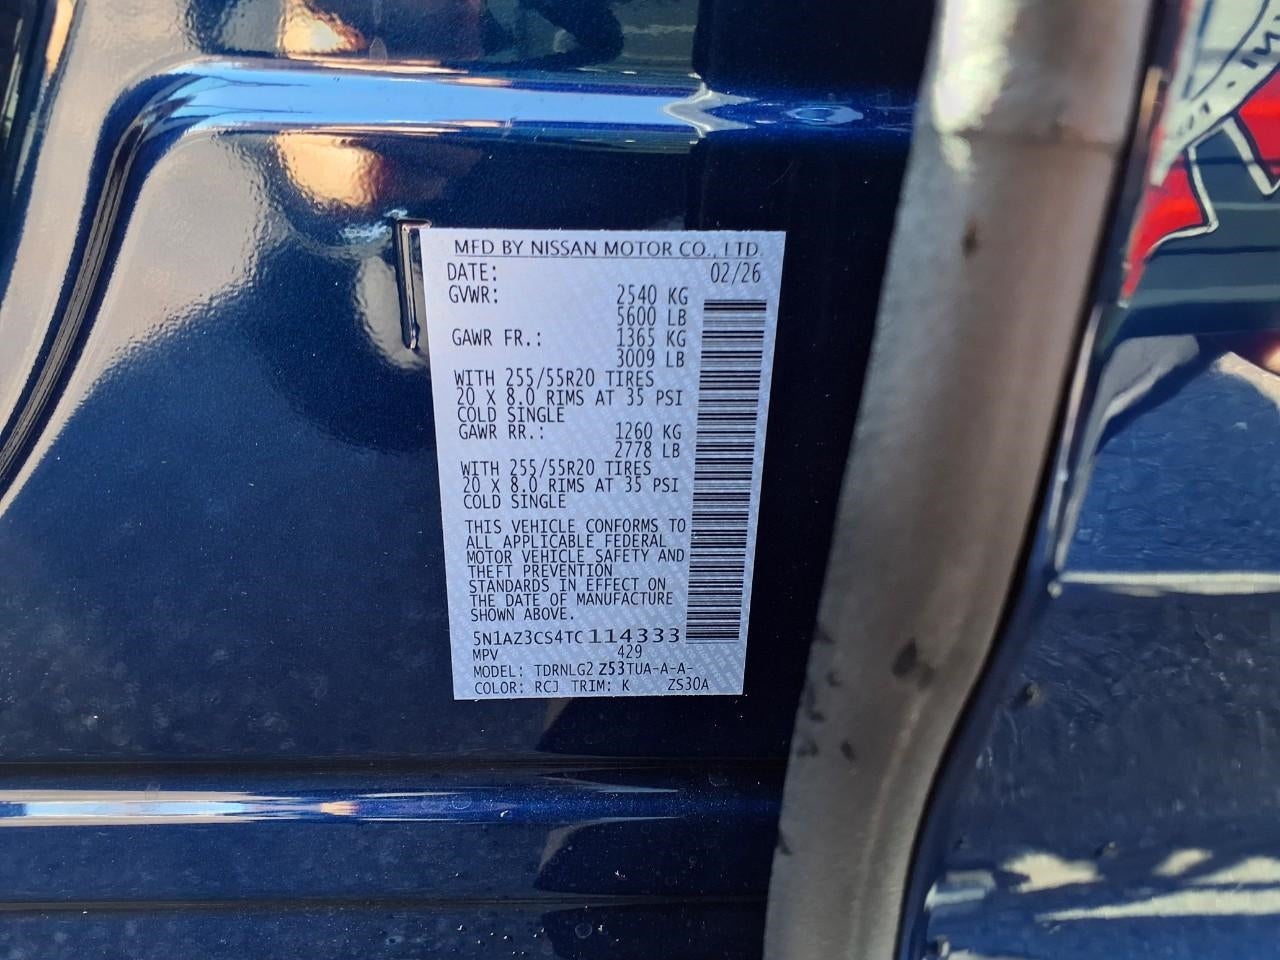 MFD BY NISSAN MOTOR CO., LTD.
DATE: 02/26
GVWR: 2540 KG
5600 LB
GAWR FR.: 1365 KG
3009 LB
WITH 255/55R20 TIRES
20 X 8.0 RIMS AT 35 PSI
COLD SINGLE
GAWR RR.: 1260 KG
2778 LB
WITH 255/55R20 TIRES
20 X 8.0 RIMS AT 35 PSI
COLD SINGLE
THIS VEHICLE CONFORMS TO
ALL APPLICABLE FEDERAL
MOTOR VEHICLE SAFETY AND
THEFT PREVENTION
STANDARDS IN EFFECT ON
THE DATE OF MANUFACTURE
SHOWN ABOVE.
5N1AZ3CS4TC114333
MPV 429
MODEL: TDRNLG2 Z53TUA-A-A-
COLOR: RCJ TRIM: K ZS30A